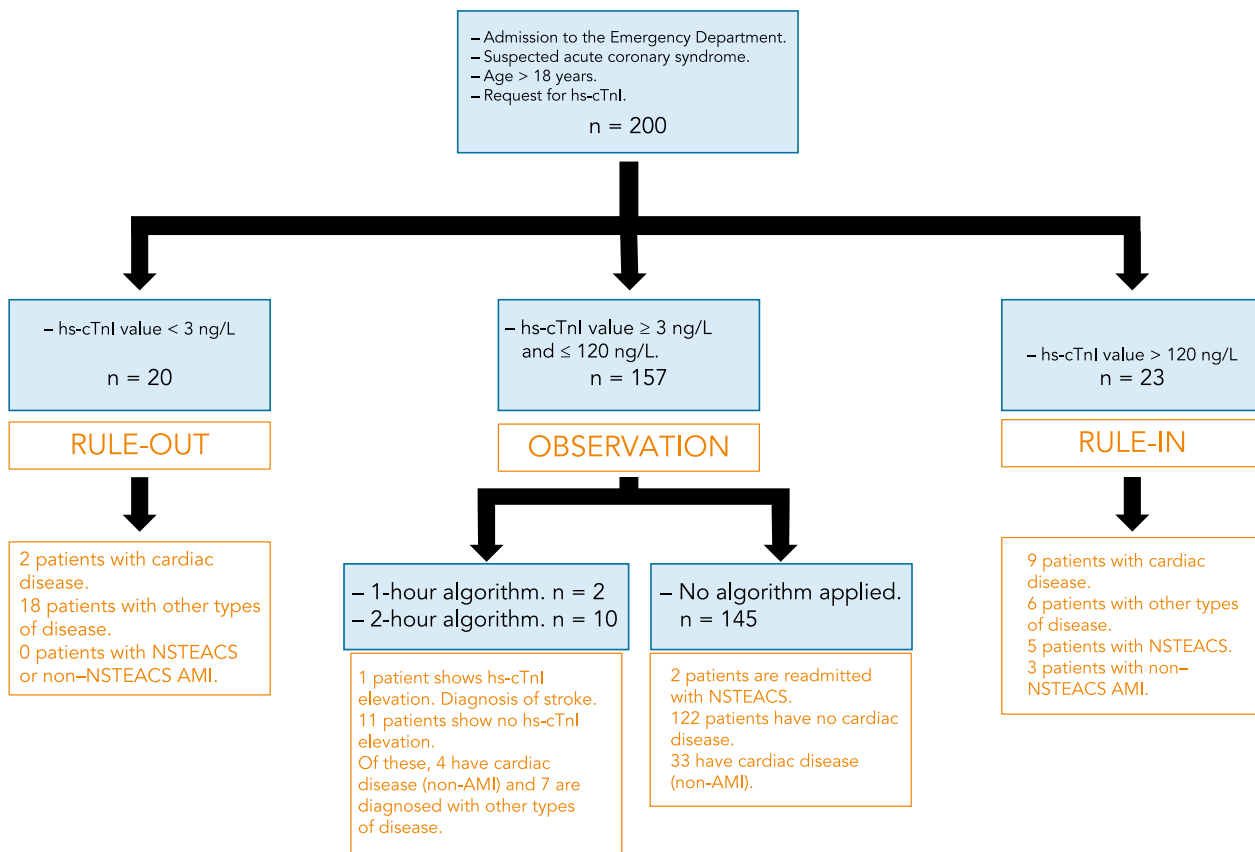 – Admission to the Emergency Department.
– Suspected acute coronary syndrome.
– Age > 18 years.
– Request for hs-cTnI.
n = 200
– hs-cTnI value < 3 ng/L
n = 20
RULE-OUT
2 patients with cardiac
disease.
18 patients with other types
of disease.
0 patients with NSTEACS
or non–NSTEACS AMI.
– hs-cTnI value ≥ 3 ng/L
and ≤ 120 ng/L.
n = 157
OBSERVATION
– 1-hour algorithm. n = 2
– 2-hour algorithm. n = 10
1 patient shows hs-cTnI
elevation. Diagnosis of stroke.
11 patients show no hs-cTnI
elevation.
Of these, 4 have cardiac
disease (non-AMI) and 7 are
diagnosed with other types
of disease.
– No algorithm applied.
n = 145
2 patients are readmitted
with NSTEACS.
122 patients have no cardiac
disease.
33 have cardiac disease
(non-AMI).
– hs-cTnI value > 120 ng/L
n = 23
RULE-IN
9 patients with cardiac
disease.
6 patients with other types
of disease.
5 patients with NSTEACS.
3 patients with non–
NSTEACS AMI.